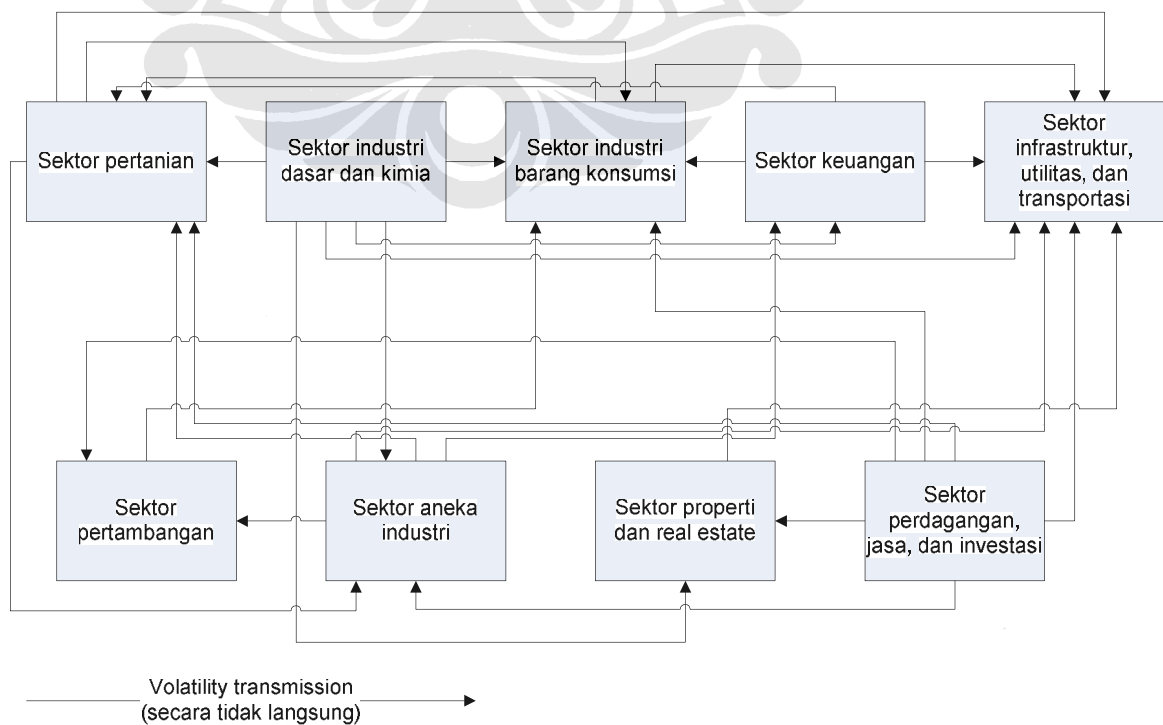 Sektor pertanian
Sektor industri
dasar dan kimia
Sektor industri
barang konsumsi
Sektor keuangan
Sektor
infrastruktur,
utilitas, dan
transportasi
Sektor
pertambangan
Sektor aneka
industri
Sektor properti
dan real estate
Sektor
perdagangan,
jasa, dan investasi
Volatility transmission
(secara tidak langsung)